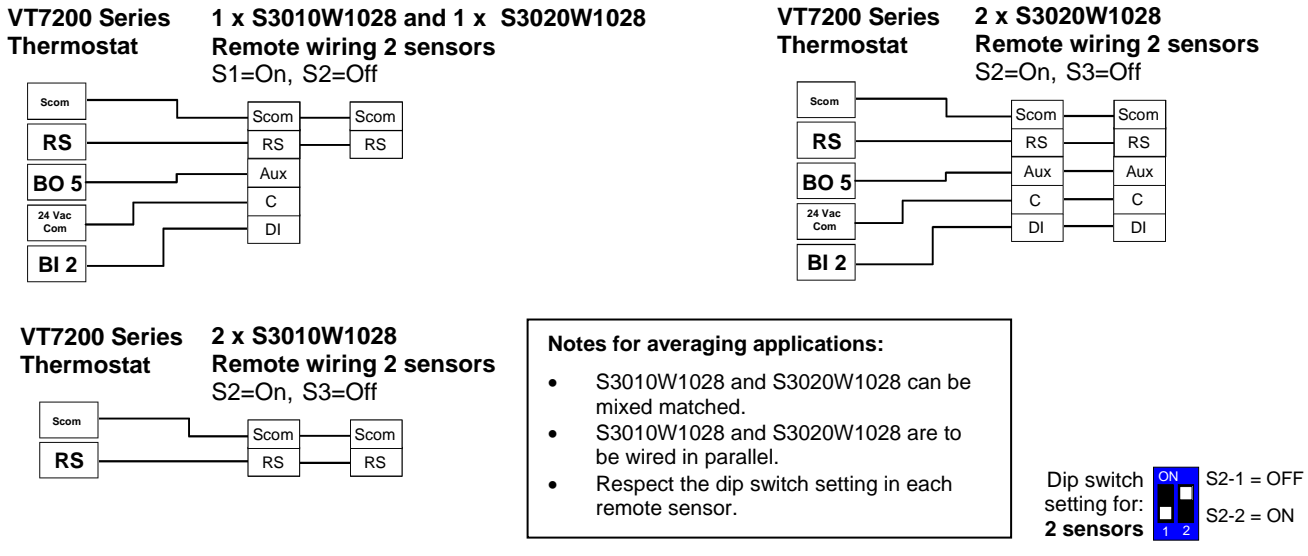 VT7200 Series
Thermostat
1 x S3010W1028 and 1 x S3020W1028
Remote wiring 2 sensors
S1=On, S2=Off
Scom
RS
BO 5
24 Vac
Com
BI 2
Scom
RS
Aux
C
DI
Scom
RS
VT7200 Series
Thermostat
2 x S3020W1028
Remote wiring 2 sensors
S2=On, S3=Off
Scom
RS
BO 5
24 Vac
Com
BI 2
Scom
RS
Aux
C
DI
Scom
RS
Aux
C
DI
VT7200 Series
Thermostat
2 x S3010W1028
Remote wiring 2 sensors
S2=On, S3=Off
Scom
RS
Scom
RS
Scom
RS
Notes for averaging applications:
• S3010W1028 and S3020W1028 can be
mixed matched.
• S3010W1028 and S3020W1028 are to
be wired in parallel.
• Respect the dip switch setting in each
remote sensor.
Dip switch
setting for:
2 sensors
ON
1 2
S2-1 = OFF
S2-2 = ON